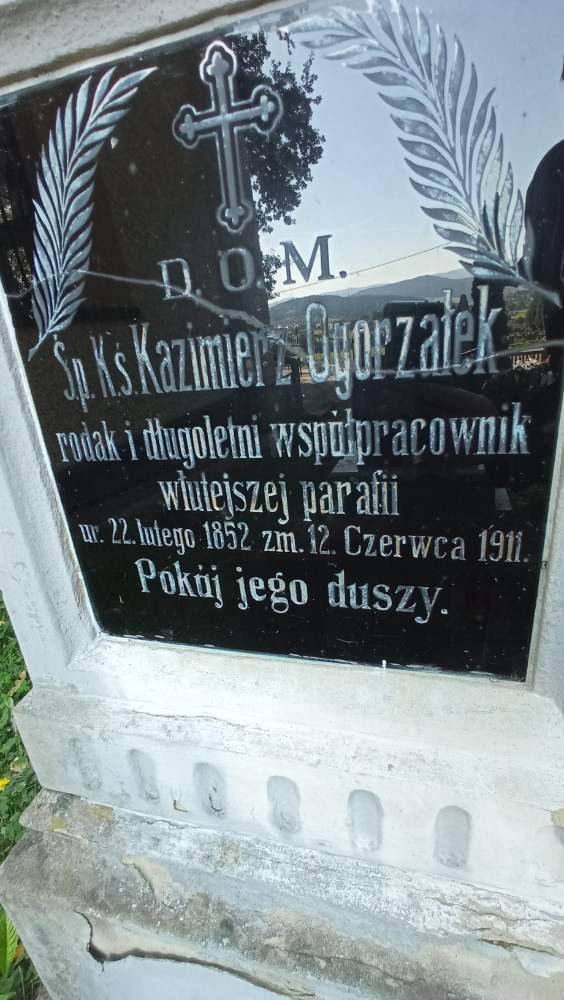 D. O. M.
Śp. Ks. Kazimierz Ogorzałek
rodak i długoletni współpracownik
wtutejszej parafii
ur. 22. lutego 1852 zm. 12. Czerwca 1911.
Pokój jego duszy.